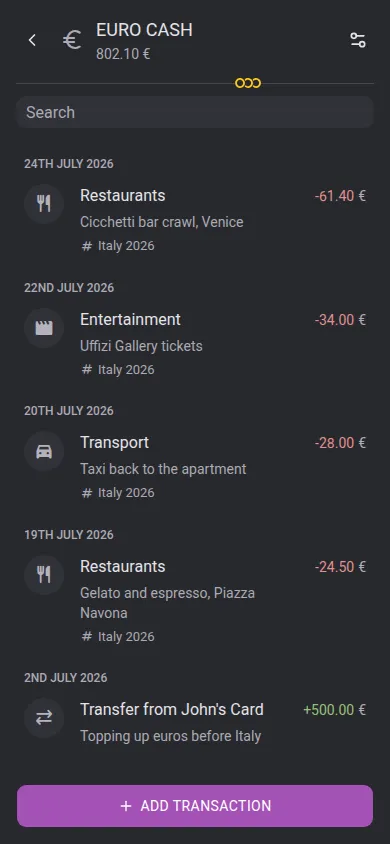 € EURO CASH
802.10 €
Search
24TH JULY 2026
Restaurants -61.40 €
Cicchetti bar crawl, Venice
# Italy 2026
22ND JULY 2026
Entertainment -34.00 €
Uffizi Gallery tickets
# Italy 2026
20TH JULY 2026
Transport -28.00 €
Taxi back to the apartment
# Italy 2026
19TH JULY 2026
Restaurants -24.50 €
Gelato and espresso, Piazza
Navona
# Italy 2026
2ND JULY 2026
Transfer from John's Card +500.00 €
Topping up euros before Italy
+ ADD TRANSACTION